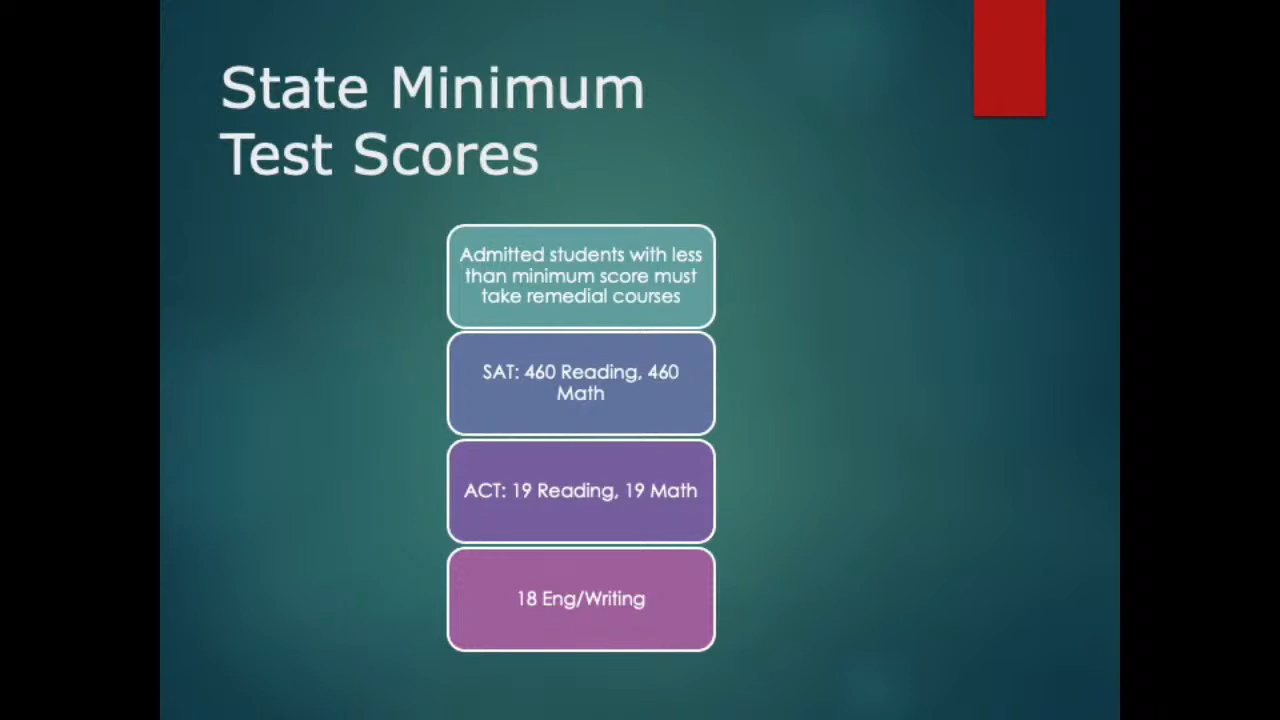 State Minimum
Test Scores
Admitted students with less
than minimum score must
take remedial courses
SAT: 460 Reading, 460
Math
ACT: 19 Reading, 19 Math
18 Eng/Writing